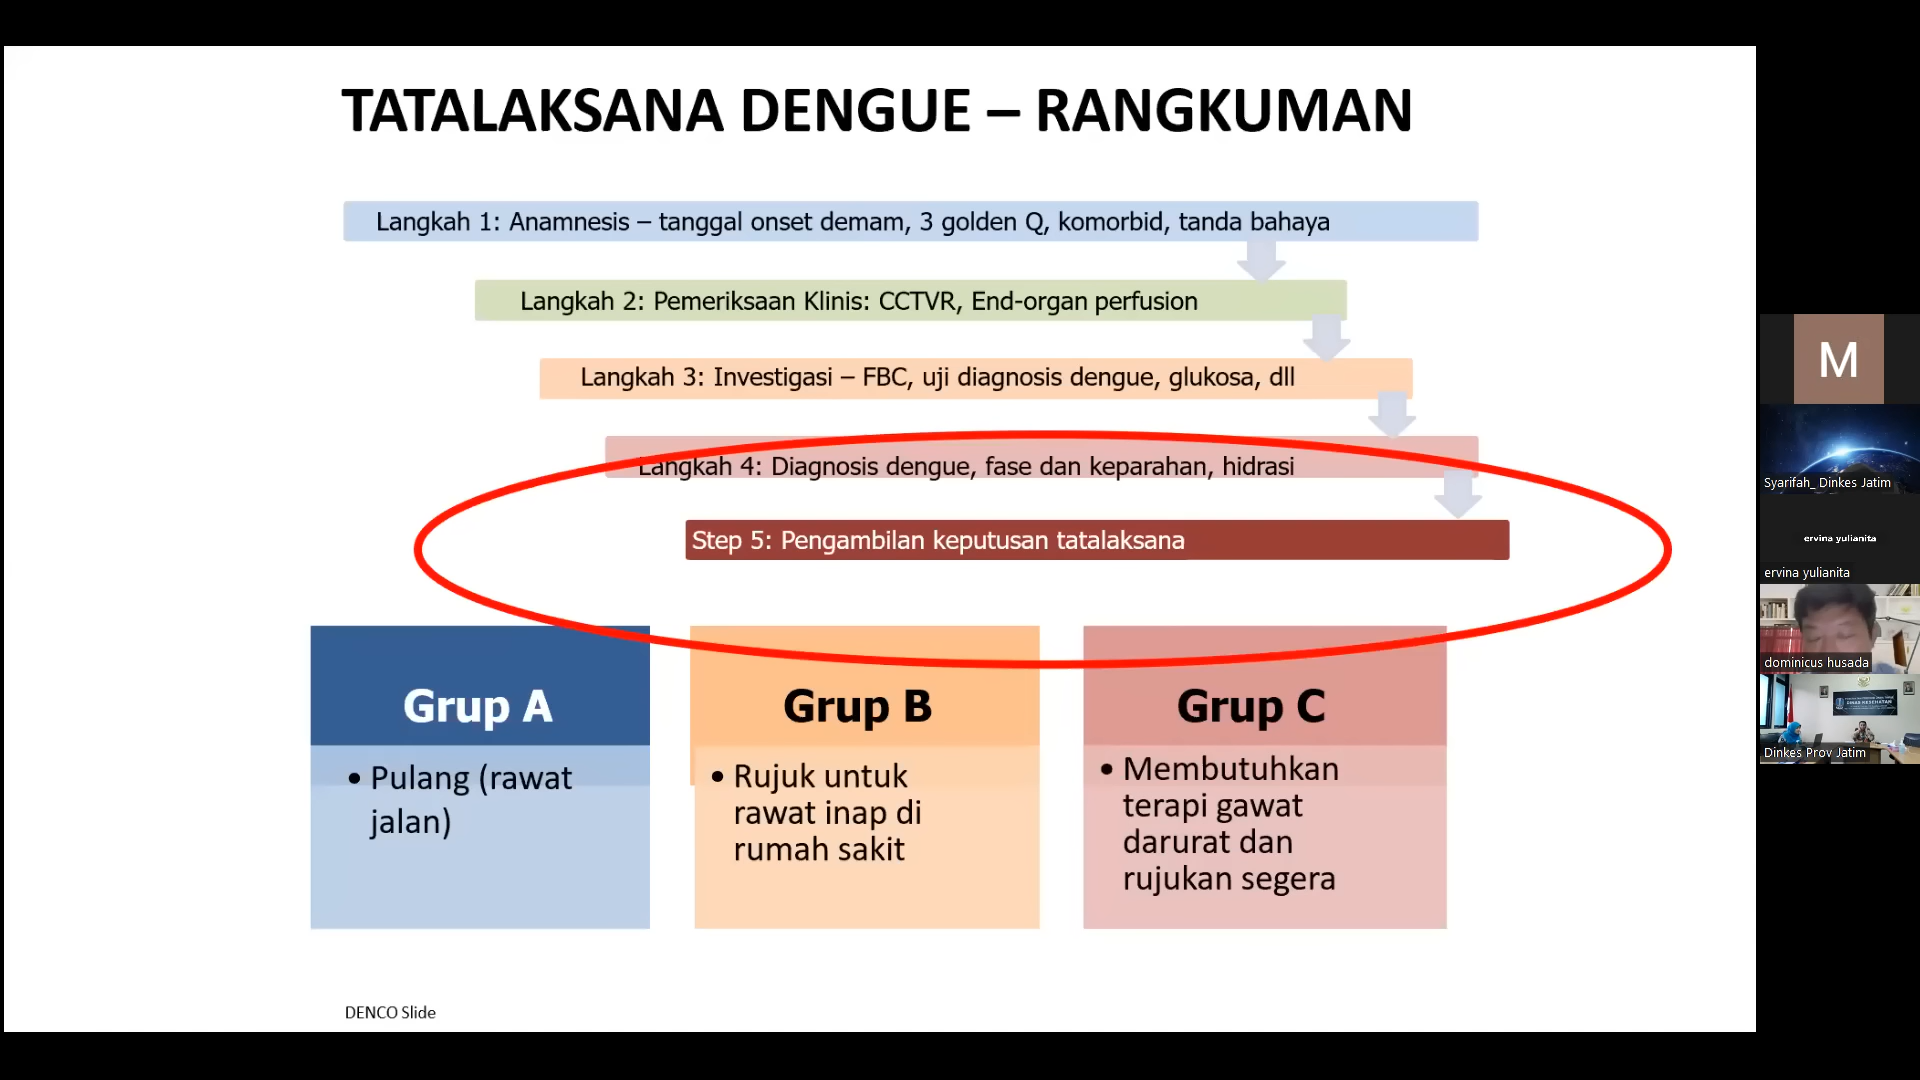 TATALAKSANA DENGUE – RANGKUMAN
Langkah 1: Anamnesis – tanggal onset demam, 3 golden Q, komorbid, tanda bahaya
Langkah 2: Pemeriksaan Klinis: CCTVR, End-organ perfusion
Langkah 3: Investigasi – FBC, uji diagnosis dengue, glukosa, dll
Langkah 4: Diagnosis dengue, fase dan keparahan, hidrasi
Step 5: Pengambilan keputusan tatalaksana
Grup A
• Pulang (rawat
jalan)
Grup B
• Rujuk untuk
rawat inap di
rumah sakit
Grup C
• Membutuhkan
terapi gawat
darurat dan
rujukan segera
DENCO Slide
M
Syarifah_ Dinkes Jatim
ervina yulianita
ervina yulianita
dominicus husada
DINAS KESEHATAN
Dinkes Prov Jatim